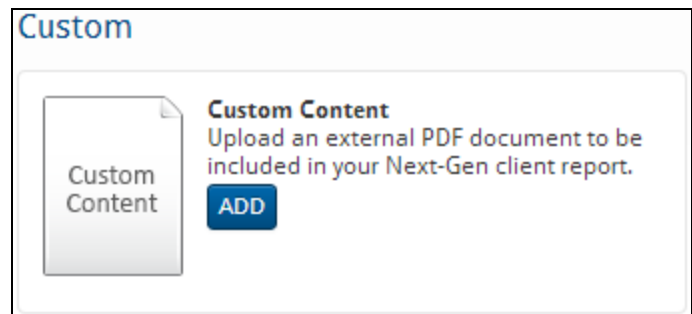 Custom
Custom
Content
Custom Content
Upload an external PDF document to be
included in your Next-Gen client report.
ADD